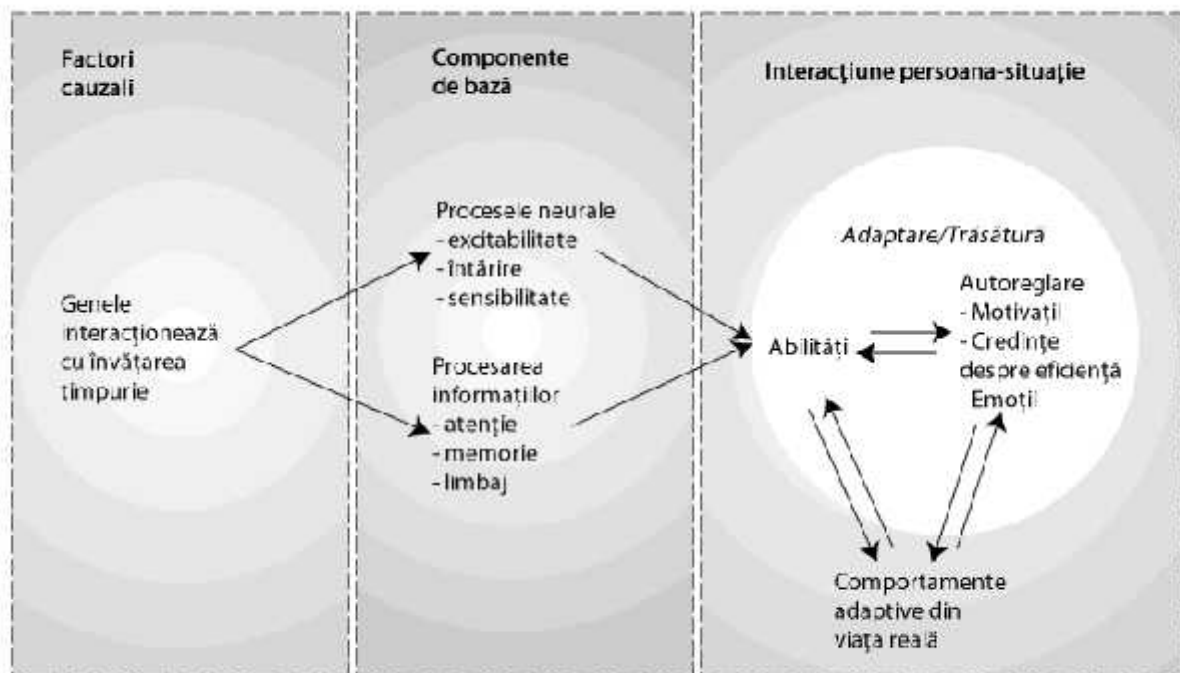 Factori
cauzali
Genele
interacționează
cu învățarea
timpurie
Componente
de bază
Procesele neurale
- excitabilitate
- întărire
- sensibilitate
Procesarea
informațiilor
- atenție
- memorie
- limbaj
Interacțiune persoana-situație
Adaptare/Trăsătură
Abilități
Autoreglare
- Motivații
- Credințe
despre eficiență
Emoții
Comportamente
adaptive din
viața reală